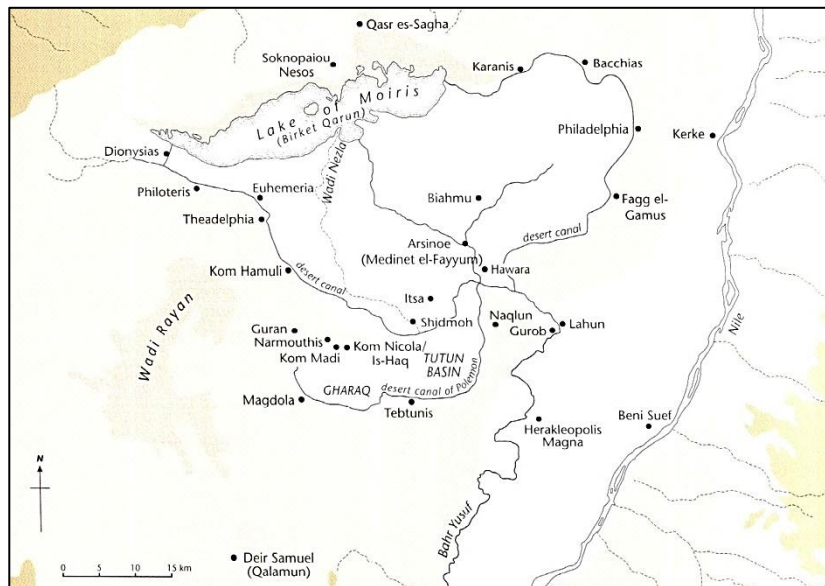 Qasr es-Sagha
Soknopaiou
Nesos
Karanis
Bacchias
Lake of Moiris
(Birket Qarun)
Philadelphia
Kerke
Dionysias
Wadi Nezla
Philoteris
Euhemeria
Biahmu
Fagg el-
Gamus
Theadelphia
desert canal
Arsinoe
(Medinet el-Fayyum)
Hawara
Kom Hamuli
desert canal
Itsa
Wadi Rayan
Shidmoh
Naqlun
Lahun
Gurob
Nile
Guran
Narmouthis
Kom Madi
Kom Nicola/
Is-Haq
TUTUN
BASIN
GHARAQ
desert canal of Polemon
Magdola
Tebtunis
Herakleopolis
Magna
Beni Suef
N
Bahr Yusuf
Deir Samuel
(Qalamun)
0 5 10 15 km